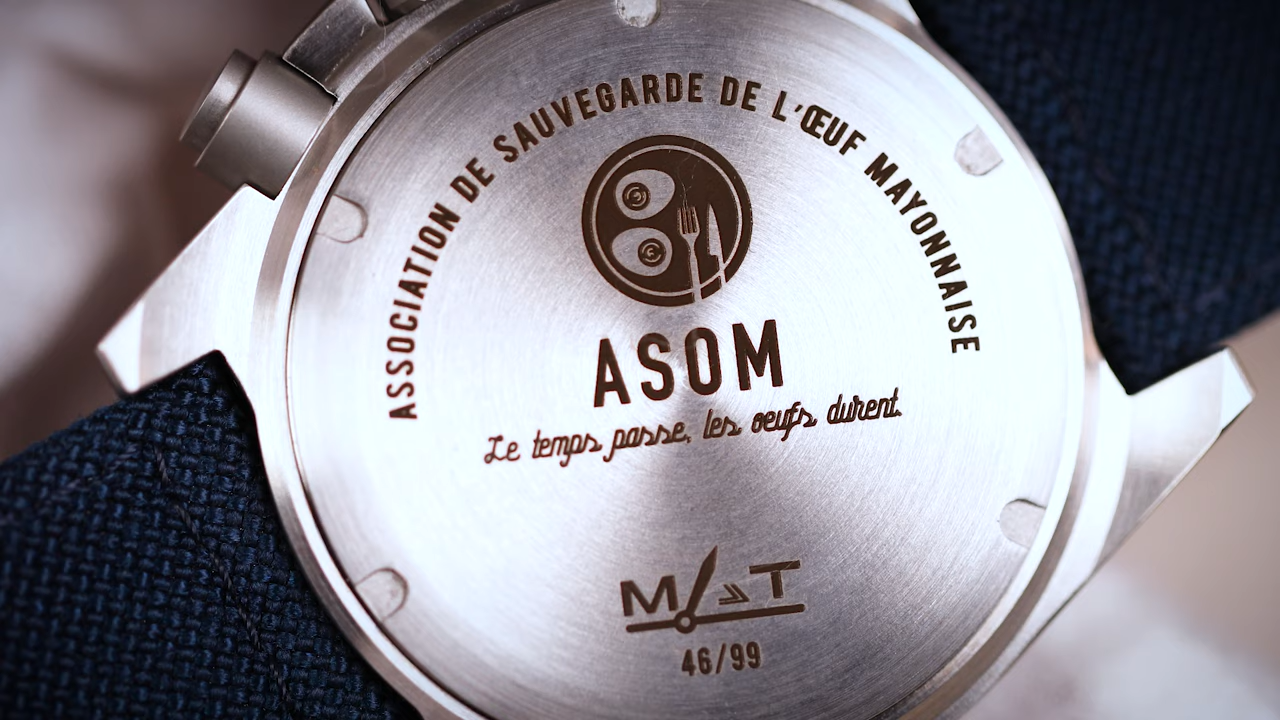 ASSOCIATION DE SAUVEGARDE DE L'ŒUF MAYONNAISE
ASOM
Le temps passe, les oeufs durent.
MAT
46/99